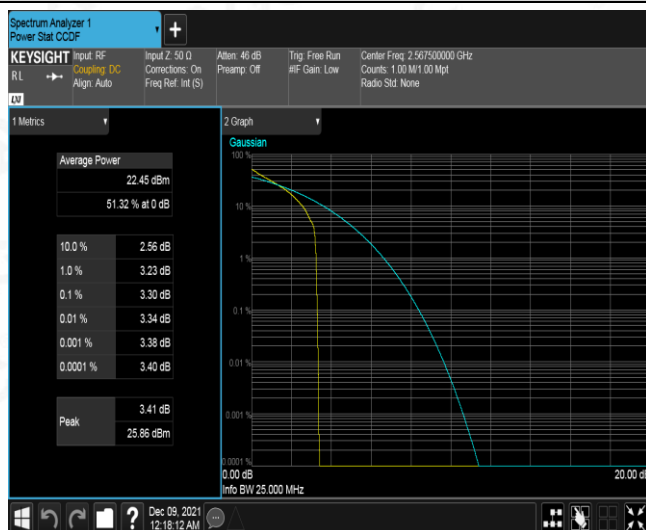 Spectrum Analyzer 1
Power Stat CCDF
+
KEYSIGHT Input: RF Input Z: 50 Ω Atten: 46 dB Trig: Free Run Center Freq: 2.567500000 GHz
RL Coupling: DC Corrections: On Preamp: Off #IF Gain: Low Counts: 1.00 M/1.00 Mpt
Align: Auto Freq Ref: Int (S) Radio Std: None
LXI
1 Metrics
Average Power
22.45 dBm
51.32 % at 0 dB
10.0 % 2.56 dB
1.0 % 3.23 dB
0.1 % 3.30 dB
0.01 % 3.34 dB
0.001 % 3.38 dB
0.0001 % 3.40 dB
Peak 3.41 dB
25.86 dBm
2 Graph
Gaussian
100 %
10 %
1 %
0.1 %
0.01 %
0.001 %
0.0001 %
0.00 dB 20.00 dB
Info BW 25.000 MHz
? Dec 09, 2021
12:18:12 AM